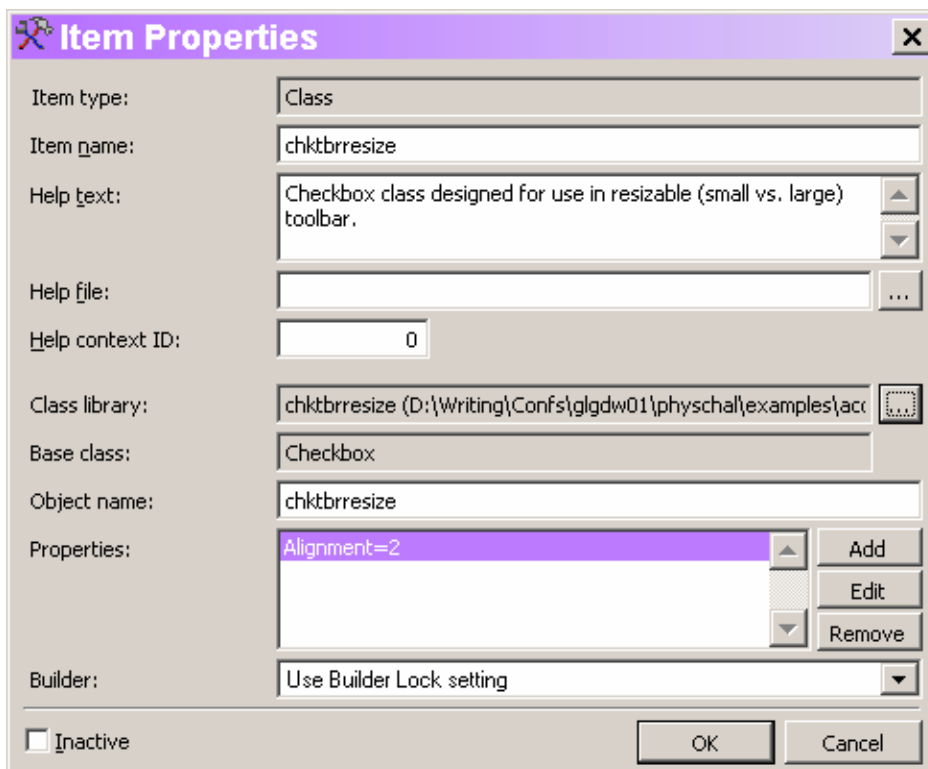 Item Properties
Item type: Class
Item name: chktbrresize
Help text: Checkbox class designed for use in resizable (small vs. large)
toolbar.
Help file: ...
Help context ID: 0
Class library: chktbrresize (D:\Writing\Confs\glgdw01\physchal\examples\acc ...
Base class: Checkbox
Object name: chktbrresize
Properties: Alignment=2 Add
Edit
Remove
Builder: Use Builder Lock setting
Inactive OK Cancel